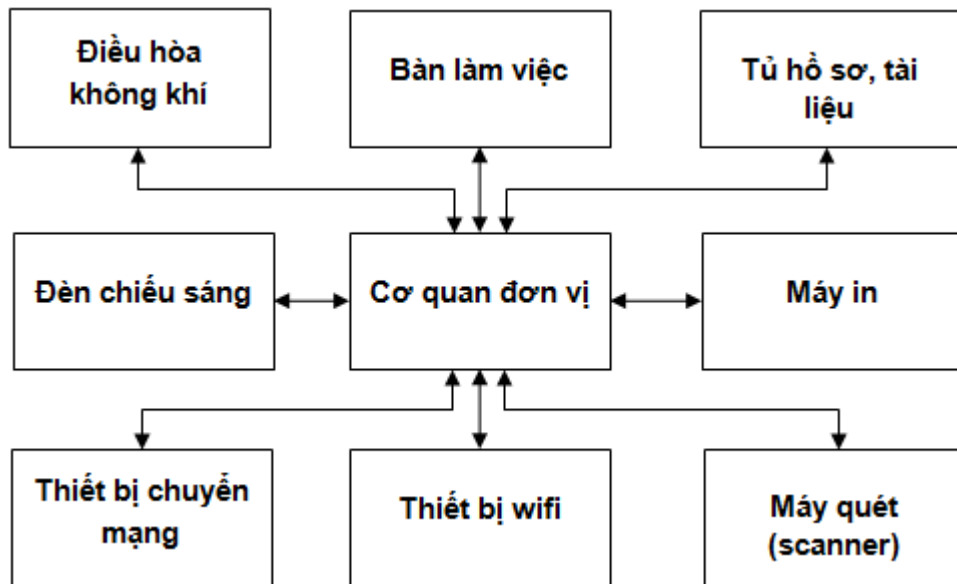 Điều hòa
không khí
Bàn làm việc
Tủ hồ sơ, tài
liệu
Đèn chiếu sáng
Cơ quan đơn vị
Máy in
Thiết bị chuyển
mạng
Thiết bị wifi
Máy quét
(scanner)